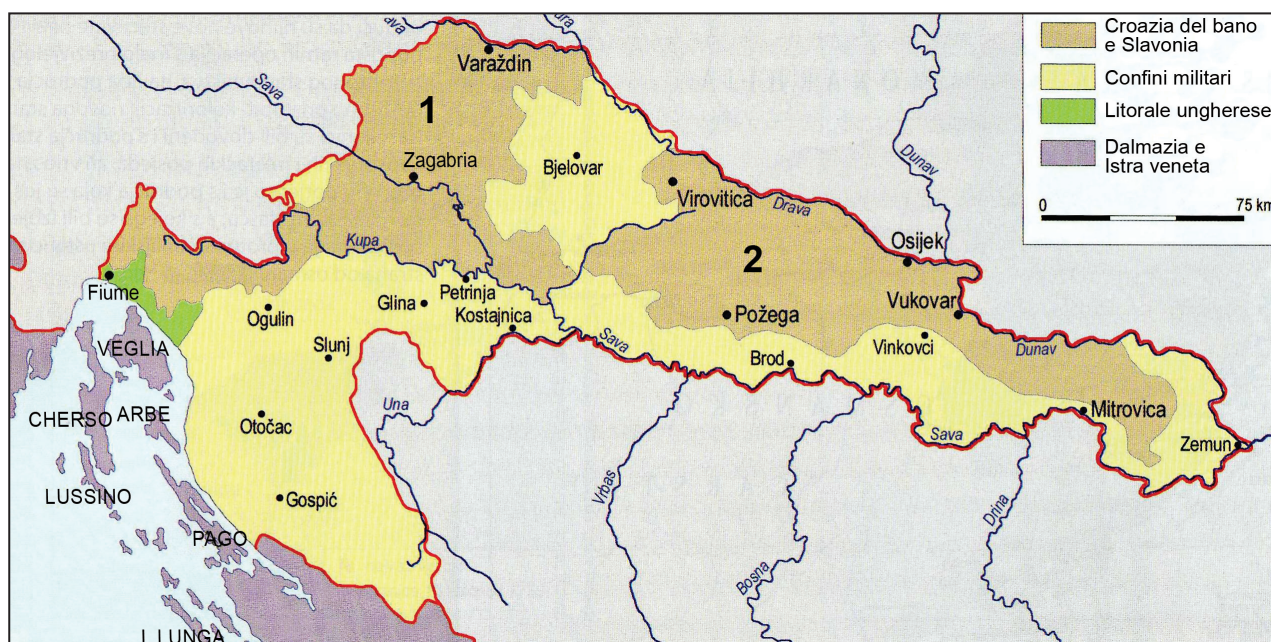 Croazia del bano
e Slavonia
Confini militari
Litorale ungherese
Dalmazia e
Istra veneta
0 75 km
Varaždin
Sava
1
Zagabria
Bjelovar
Virovitica
Drava
Dunav
Kupa
2
Osijek
Fiume
Petrinja
Glina
Kostajnica
Ogulin
Vukovar
Požega
Slunj
Sava
Brod
Vinkovci
Dunav
VEGLIA
CHERSO
ARBE
Una
Otočac
Mitrovica
Sava
Zemun
LUSSINO
Gospić
Vrbas
Drina
PAGO
Bosna
I.LUNGA